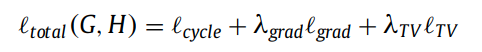 ℓ_total(G, H) = ℓ_cycle + λ_grad ℓ_grad + λ_TV ℓ_TV